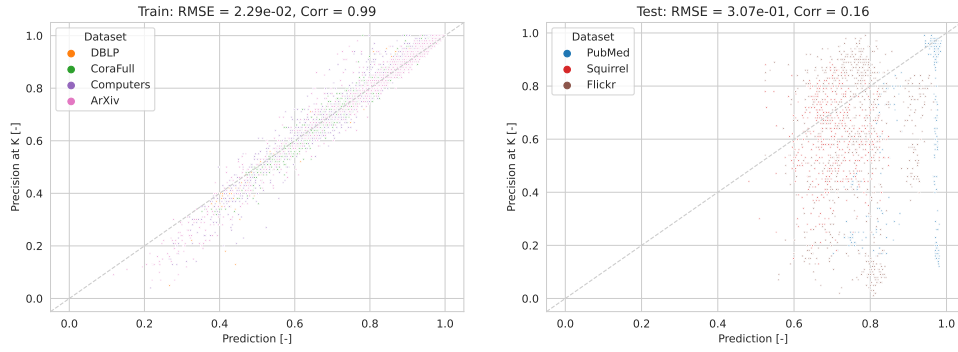 Train: RMSE = 2.29e-02, Corr = 0.99
Dataset
DBLP
CoraFull
Computers
ArXiv
Precision at K [-]
1.0
0.8
0.6
0.4
0.2
0.0
0.0 0.2 0.4 0.6 0.8 1.0
Prediction [-]
Test: RMSE = 3.07e-01, Corr = 0.16
Dataset
PubMed
Squirrel
Flickr
Precision at K [-]
1.0
0.8
0.6
0.4
0.2
0.0
0.0 0.2 0.4 0.6 0.8 1.0
Prediction [-]